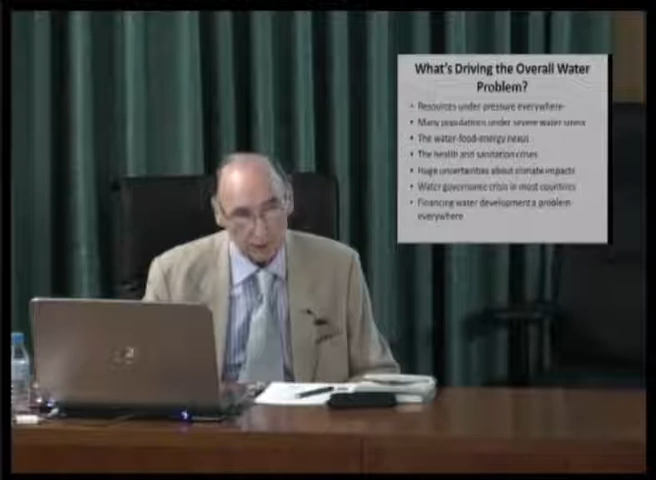 What's Driving the Overall Water
Problem?
• Resources under pressure everywhere
• Many populations under severe water stress
• The water-food-energy nexus
• The health and sanitation crises
• Huge uncertainties about climate impacts
• Water governance crisis in most countries
• Financing water development a problem
everywhere
hp